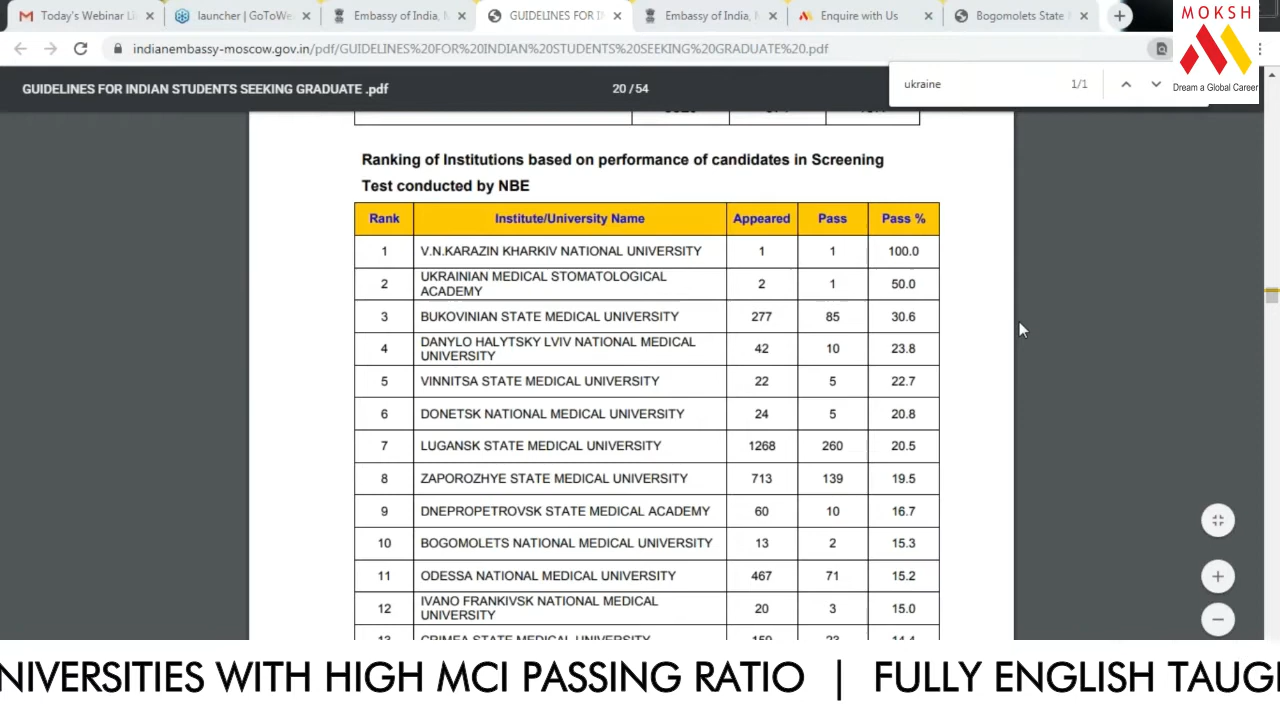 Today's Webinar Li
launcher | GoToWe
Embassy of India, M
GUIDELINES FOR IN
Embassy of India, M
Enquire with Us
Bogomolets State M
MOKSH
Dream a Global Career
indianembassy-moscow.gov.in/pdf/GUIDELINES%20FOR%20INDIAN%20STUDENTS%20SEEKING%20GRADUATE%20.pdf
GUIDELINES FOR INDIAN STUDENTS SEEKING GRADUATE .pdf
20 / 54
ukraine 1/1
Ranking of Institutions based on performance of candidates in Screening
Test conducted by NBE
Rank Institute/University Name Appeared Pass Pass %
1 V.N.KARAZIN KHARKIV NATIONAL UNIVERSITY 1 1 100.0
2 UKRAINIAN MEDICAL STOMATOLOGICAL
ACADEMY 2 1 50.0
3 BUKOVINIAN STATE MEDICAL UNIVERSITY 277 85 30.6
4 DANYLO HALYTSKY LVIV NATIONAL MEDICAL
UNIVERSITY 42 10 23.8
5 VINNITSA STATE MEDICAL UNIVERSITY 22 5 22.7
6 DONETSK NATIONAL MEDICAL UNIVERSITY 24 5 20.8
7 LUGANSK STATE MEDICAL UNIVERSITY 1268 260 20.5
8 ZAPOROZHYE STATE MEDICAL UNIVERSITY 713 139 19.5
9 DNEPROPETROVSK STATE MEDICAL ACADEMY 60 10 16.7
10 BOGOMOLETS NATIONAL MEDICAL UNIVERSITY 13 2 15.3
11 ODESSA NATIONAL MEDICAL UNIVERSITY 467 71 15.2
12 IVANO FRANKIVSK NATIONAL MEDICAL
UNIVERSITY 20 3 15.0
13 CRIMEA STATE MEDICAL UNIVERSITY 159 23 14.4
NIVERSITIES WITH HIGH MCI PASSING RATIO | FULLY ENGLISH TAUG